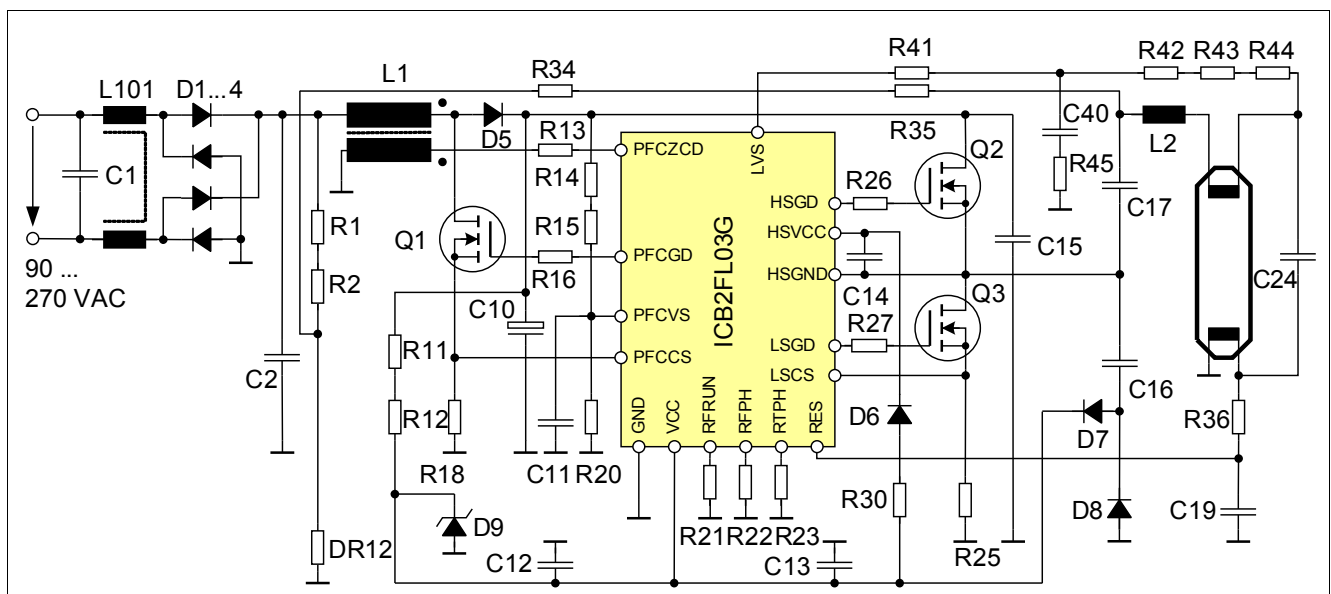 R41
R42 R43 R44
L1
R34
L101 D1...4
C40
D5
R13
R35
L2
PFCZCD
LVS
Q2
C1
R14
R45
R26
HSGD
R1
R15
HSVCC
C17
Q1
C15
90 ...
270 VAC
R2
R16
PFCGD
HSGND
C14
Q3
C24
C10
ICB2FL03G
PFCVS
R27
LSGD
R11
PFCCS
LSCS
C2
C16
R12
D6
D7
R36
GND
VCC
RFRUN
RFPH
RTPH
RES
R18
C11 R20
R30
D8
C19
D9
R21 R22 R23
DR12
R25
C12
C13